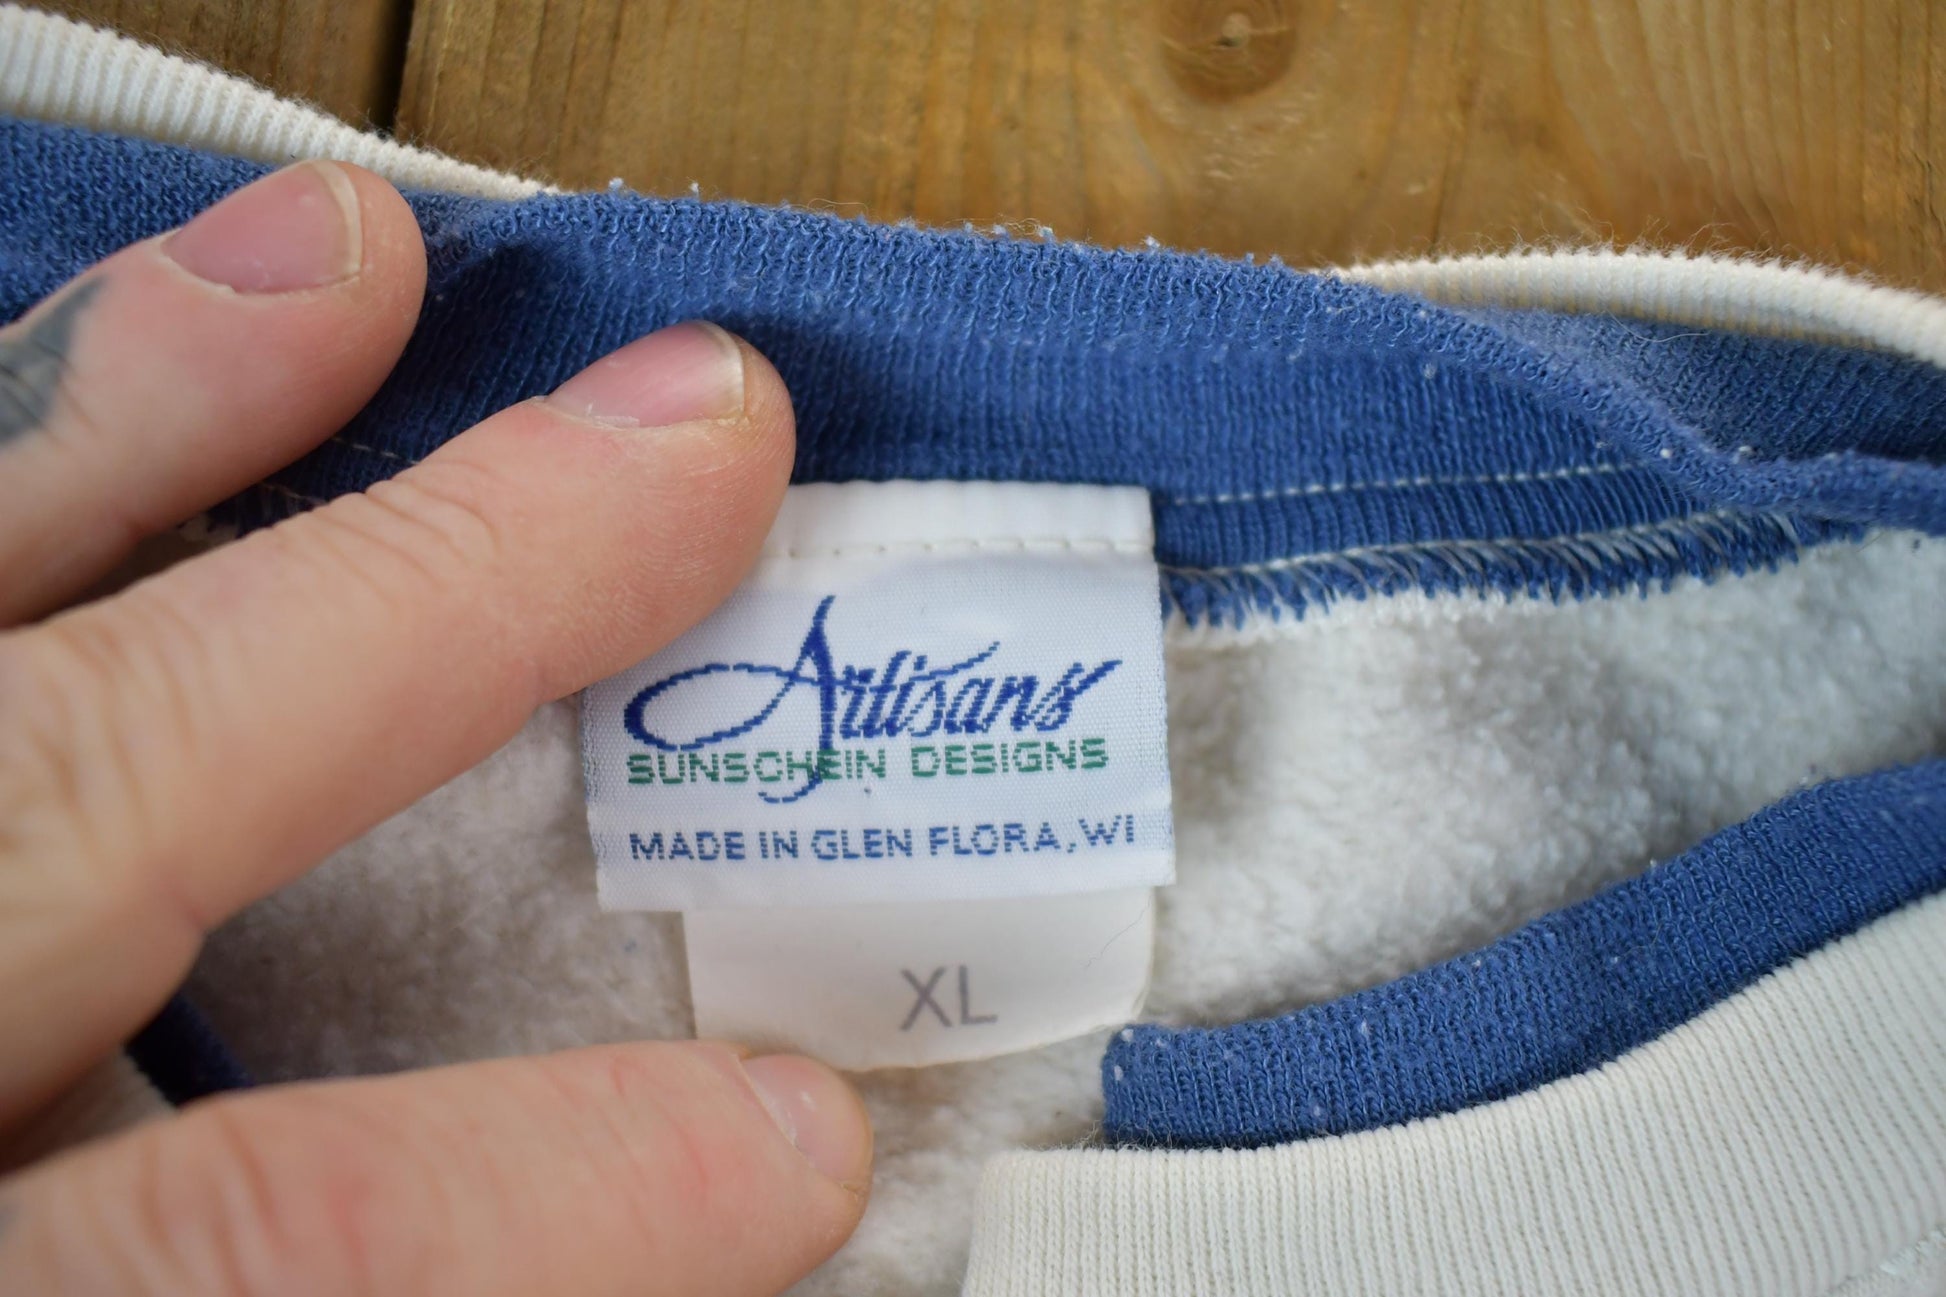 Artisans
SUNSCHEIN DESIGNS
MADE IN GLEN FLORA, WI
XL